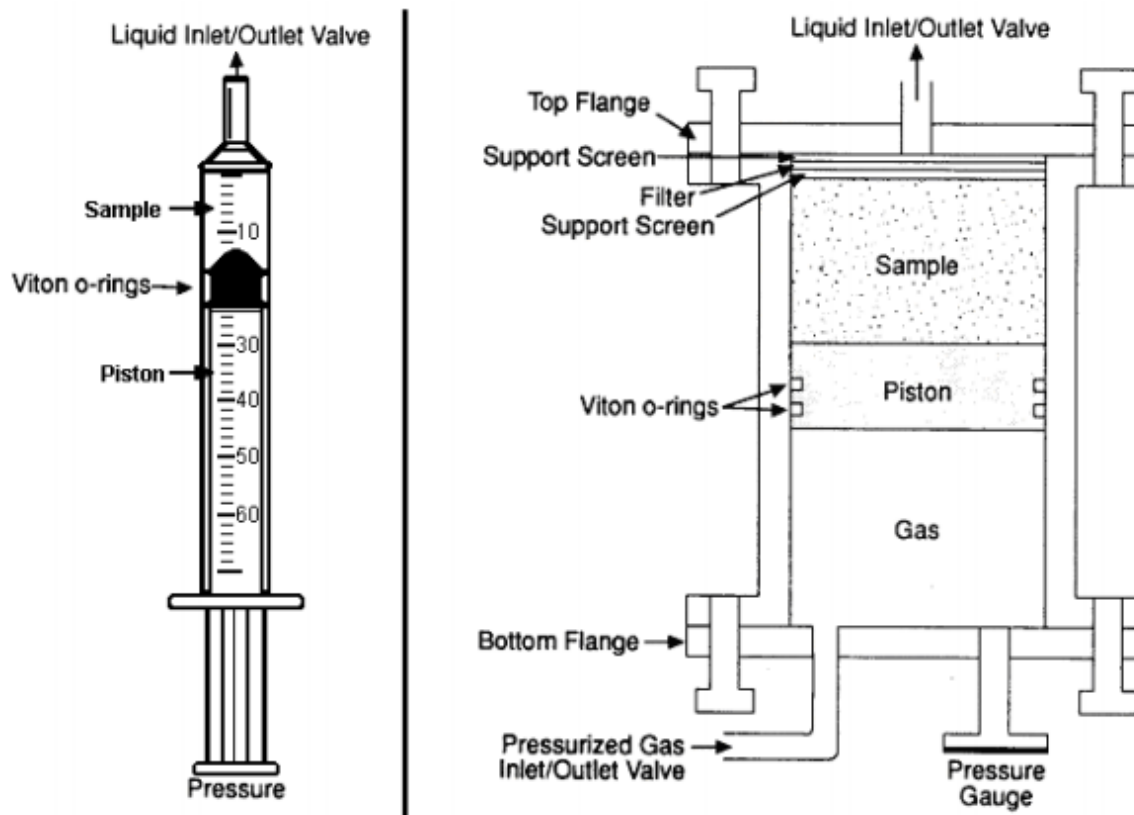 Liquid Inlet/Outlet Valve
Sample
10
Viton o-rings
30
Piston
40
50
60
Pressure
Liquid Inlet/Outlet Valve
Top Flange
Support Screen
Filter
Support Screen
Sample
Viton o-rings
Piston
Gas
Bottom Flange
Pressurized Gas
Inlet/Outlet Valve
Pressure
Gauge